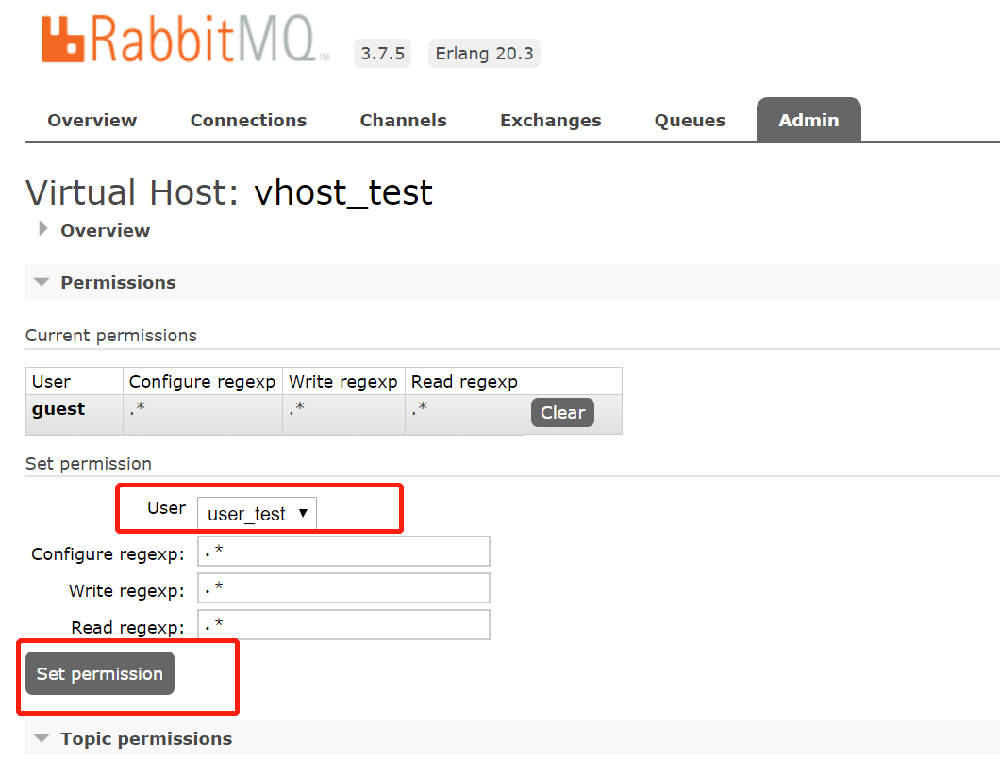 RabbitMQ™ 3.7.5 Erlang 20.3
Overview Connections Channels Exchanges Queues Admin
Virtual Host: vhost_test
Overview
Permissions
Current permissions
User Configure regexp Write regexp Read regexp
guest .* .* .* Clear
Set permission
User user_test ▼
Configure regexp: .*
Write regexp: .*
Read regexp: .*
Set permission
Topic permissions